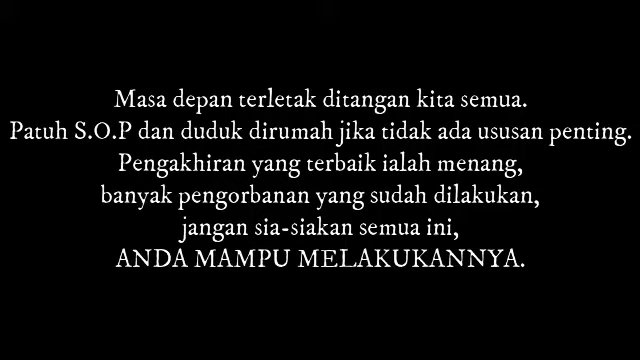 Masa depan terletak ditangan kita semua.
Patuh S.O.P dan duduk dirumah jika tidak ada ususan penting.
Pengakhiran yang terbaik ialah menang,
banyak pengorbanan yang sudah dilakukan,
jangan sia-siakan semua ini,
ANDA MAMPU MELAKUKANNYA.